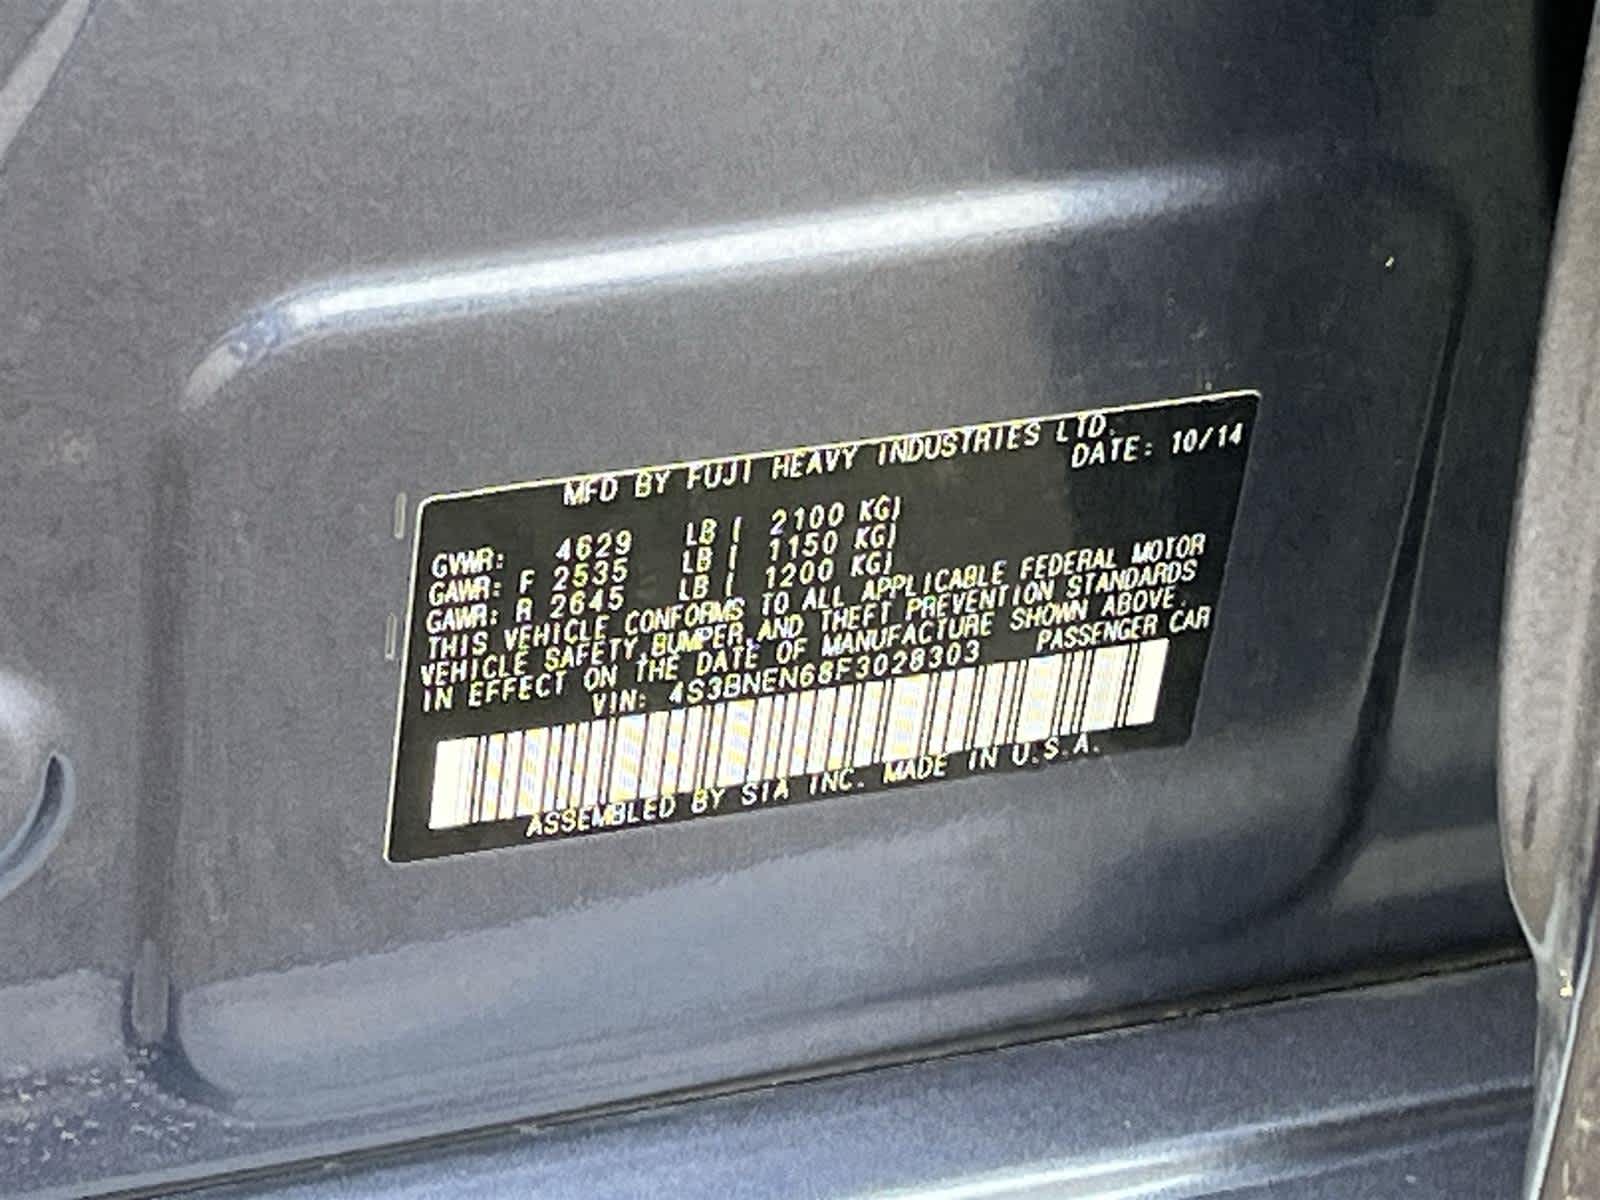 MFD BY FUJI HEAVY INDUSTRIES LTD.
DATE: 10/14
GVWR: 4629 LB ( 2100 KG)
GAWR: F 2535 LB ( 1150 KG)
GAWR: R 2645 LB ( 1200 KG)
THIS VEHICLE CONFORMS TO ALL APPLICABLE FEDERAL MOTOR
VEHICLE SAFETY,BUMPER,AND THEFT PREVENTION STANDARDS
IN EFFECT ON THE DATE OF MANUFACTURE SHOWN ABOVE.
VIN: 4S3BNEN68F3028303 PASSENGER CAR
ASSEMBLED BY SIA INC. MADE IN U.S.A.